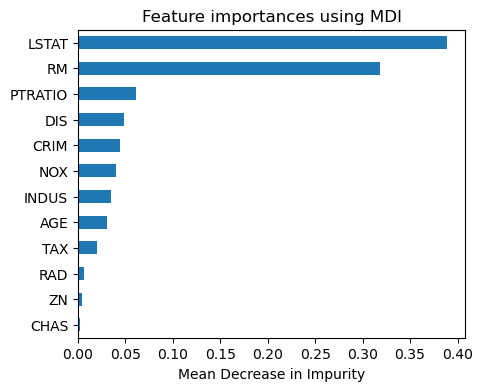 Feature importances using MDI
LSTAT
RM
PTRATIO
DIS
CRIM
NOX
INDUS
AGE
TAX
RAD
ZN
CHAS
0.00 0.05 0.10 0.15 0.20 0.25 0.30 0.35 0.40
Mean Decrease in Impurity